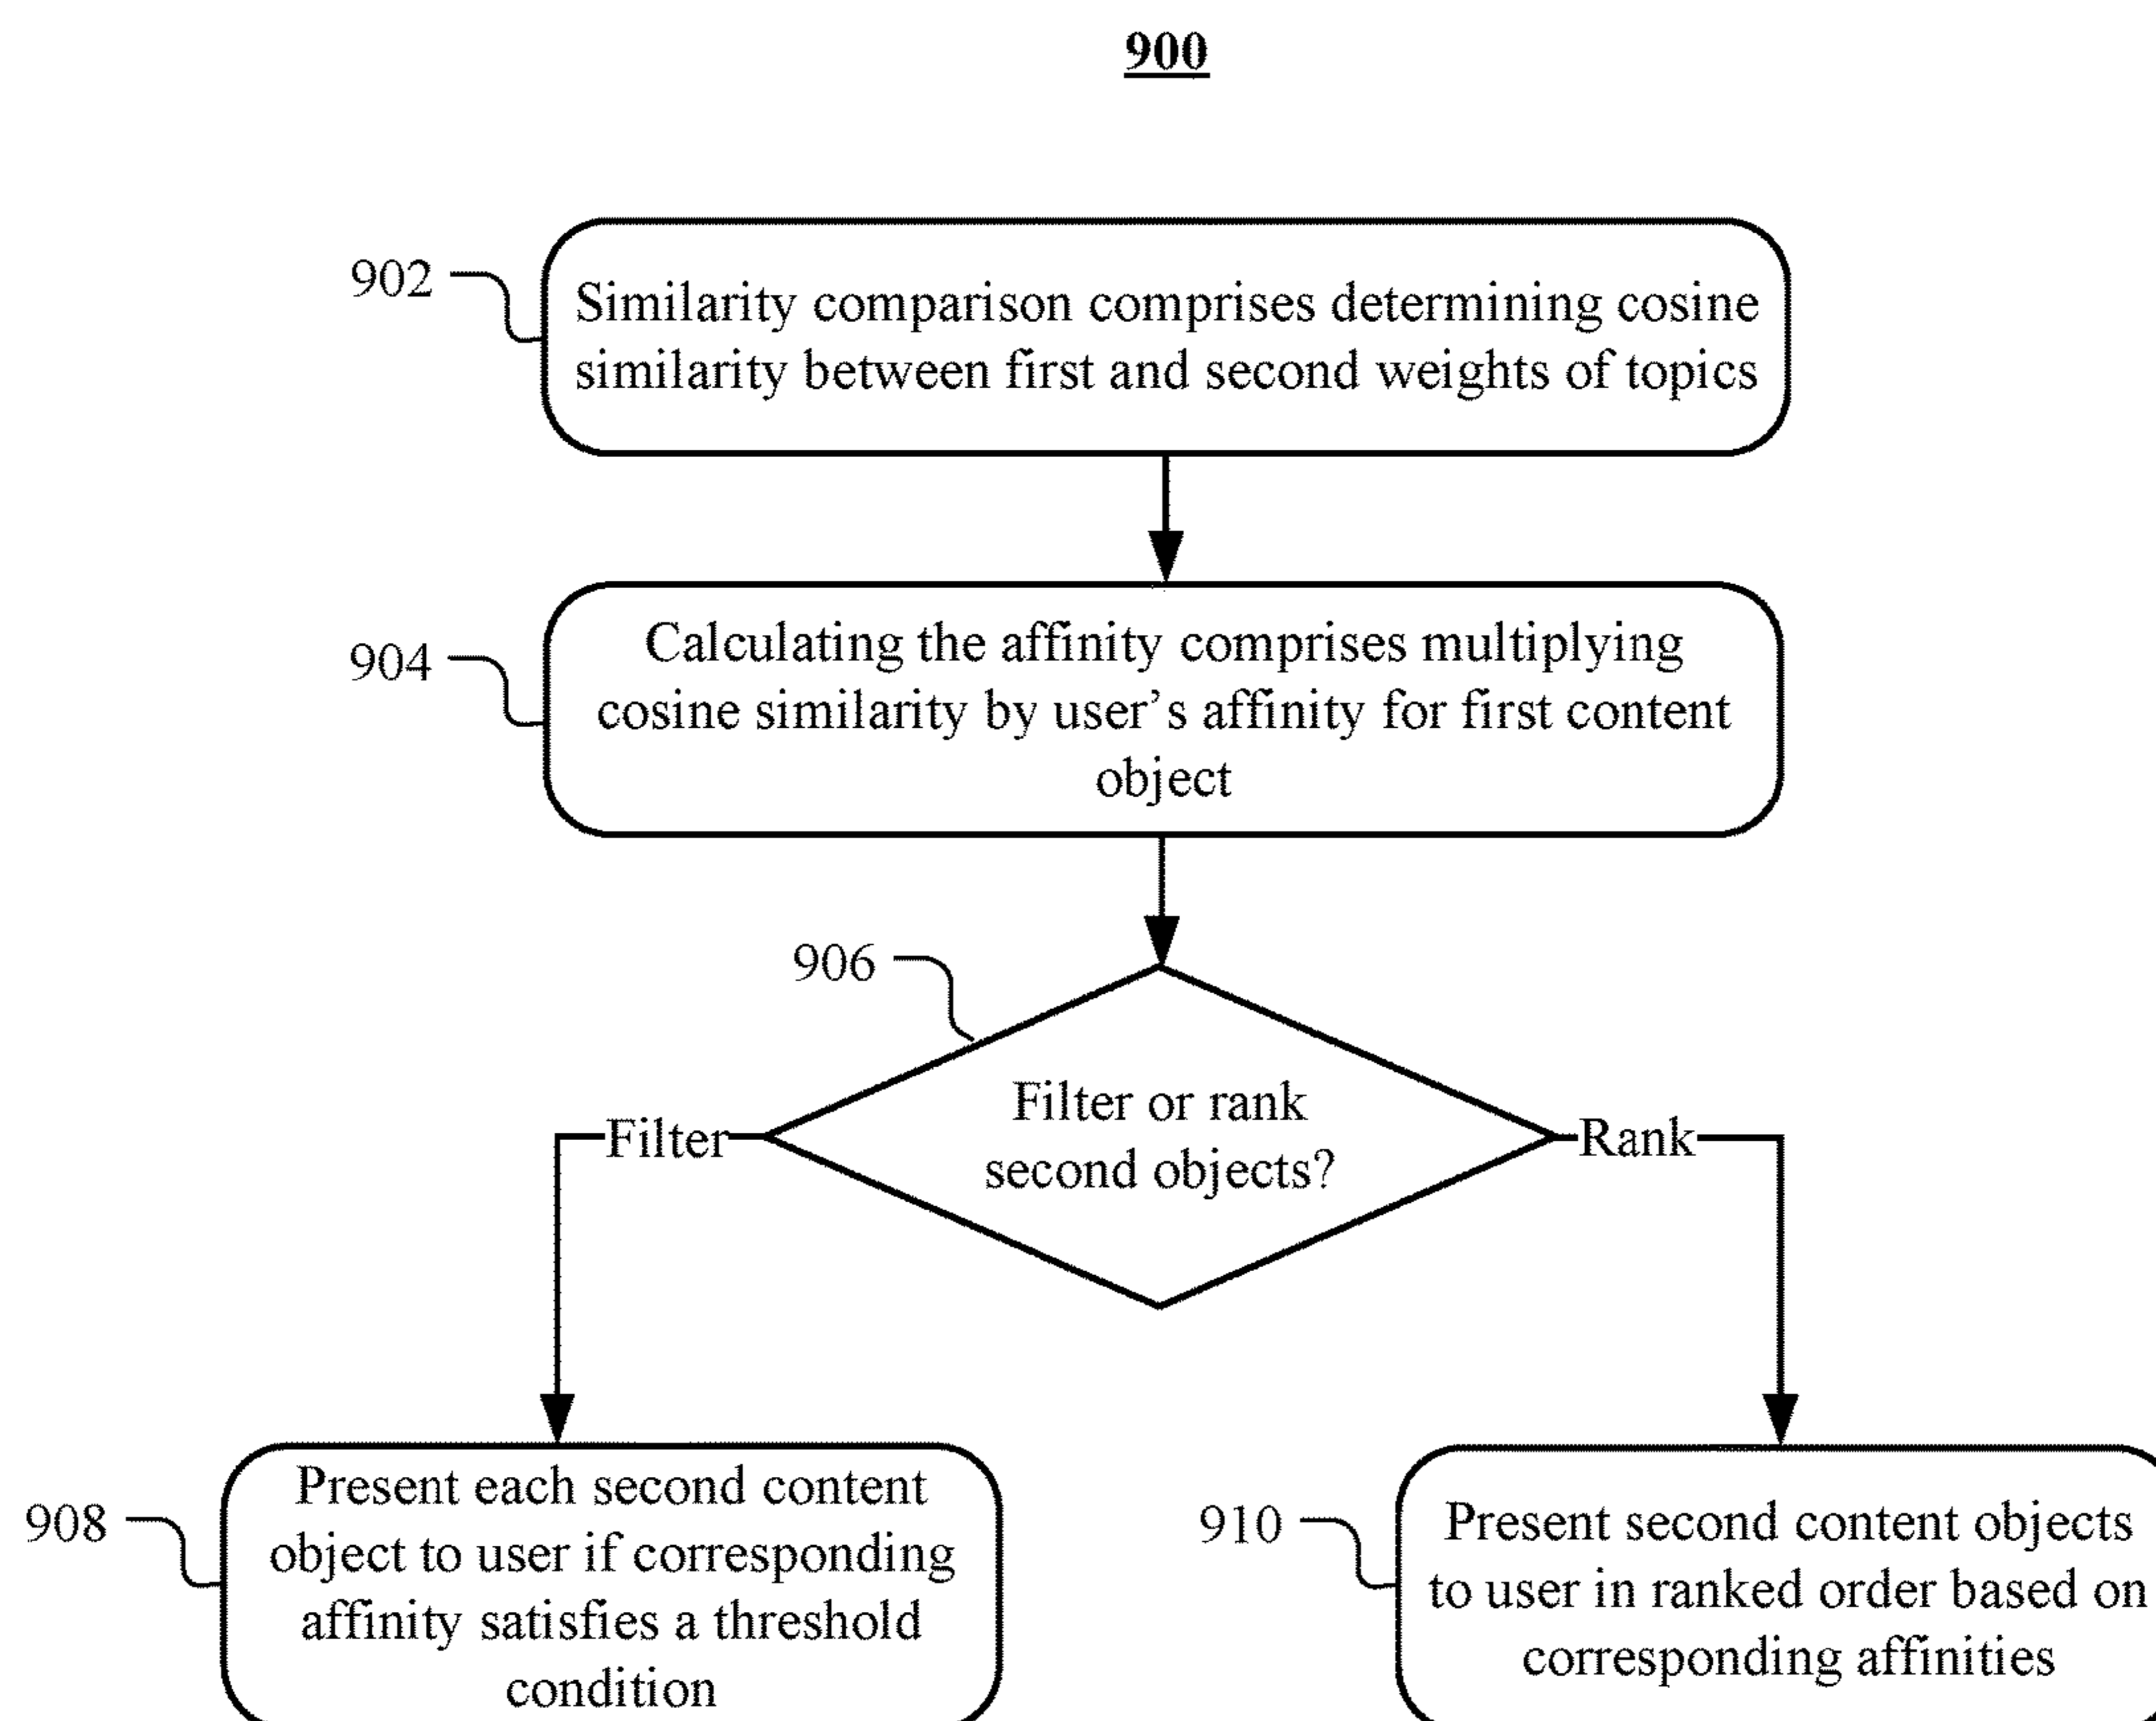 900
902
Similarity comparison comprises determining cosine
similarity between first and second weights of topics
904
Calculating the affinity comprises multiplying
cosine similarity by user’s affinity for first content
object
906
Filter or rank
second objects?
Filter
Rank
908
Present each second content
object to user if corresponding
affinity satisfies a threshold
condition
910
Present second content objects
to user in ranked order based on
corresponding affinities